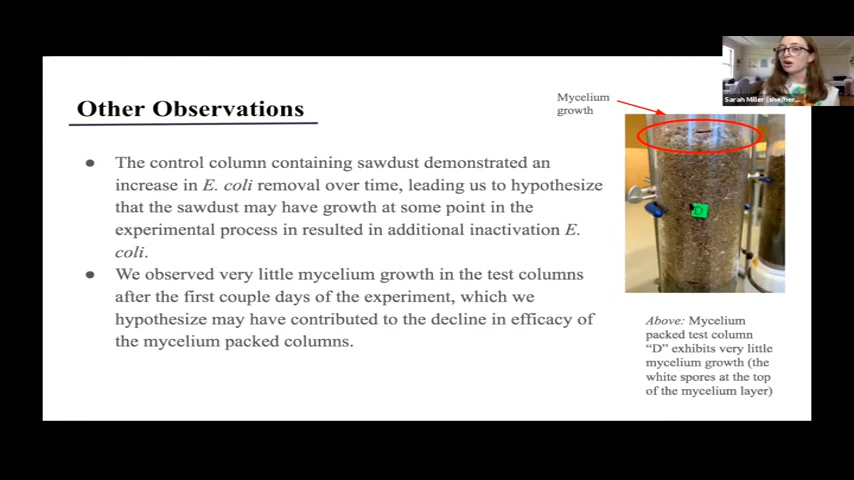 Other Observations
Mycelium
growth
Sarah Miller (she/her...
● The control column containing sawdust demonstrated an
increase in E. coli removal over time, leading us to hypothesize
that the sawdust may have growth at some point in the
experimental process in resulted in additional inactivation E.
coli.
● We observed very little mycelium growth in the test columns
after the first couple days of the experiment, which we
hypothesize may have contributed to the decline in efficacy of
the mycelium packed columns.
D
Above: Mycelium
packed test column
“D” exhibits very little
mycelium growth (the
white spores at the top
of the mycelium layer)